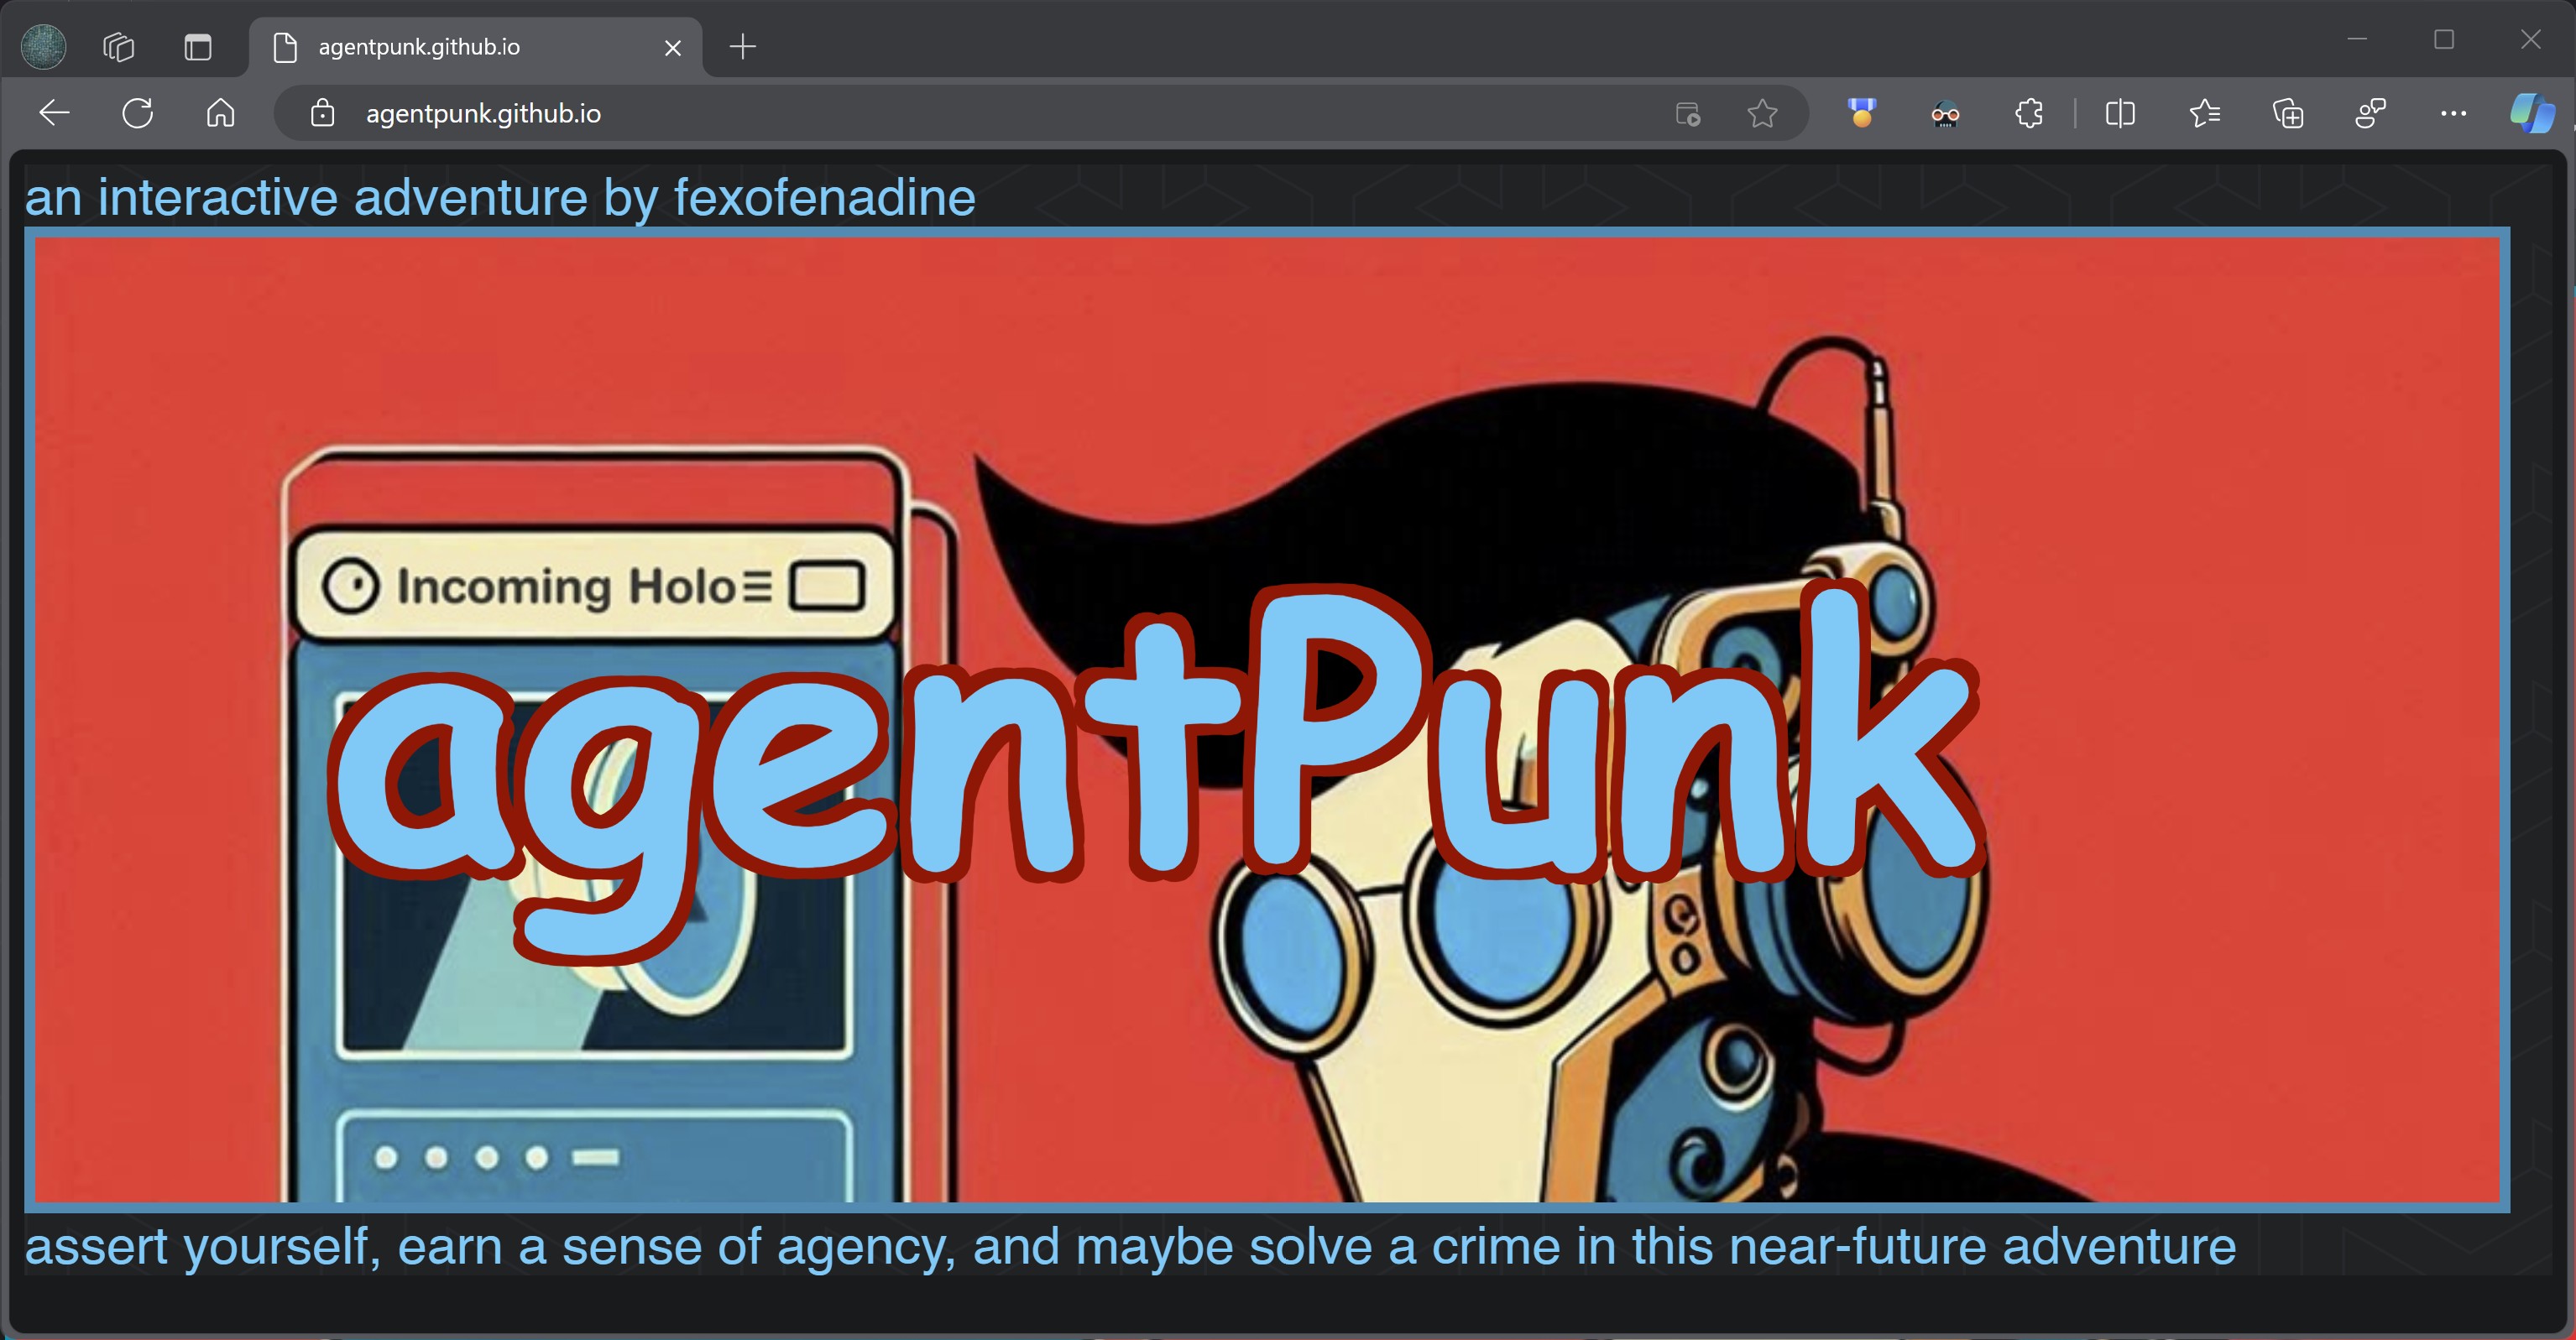 agentpunk.github.io
agentpunk.github.io
an interactive adventure by fexofenadine
Incoming Holo
agentPunk
assert yourself, earn a sense of agency, and maybe solve a crime in this near-future adventure